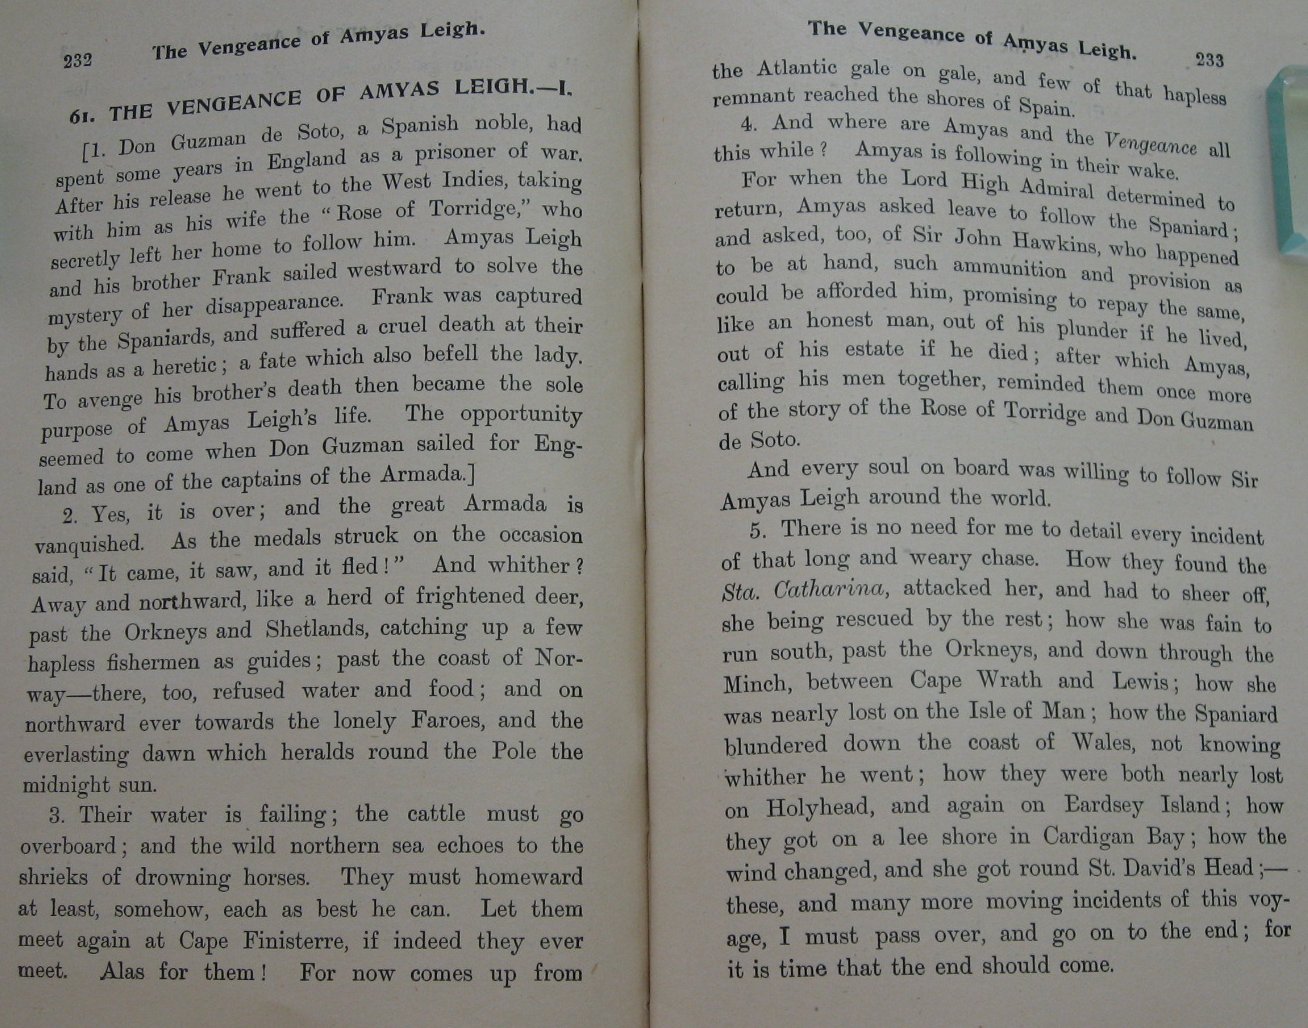 232
The Vengeance of Amyas Leigh.
61. THE VENGEANCE OF AMYAS LEIGH.—I.
[1. Don Guzman de Soto, a Spanish noble, had
spent some years in England as a prisoner of war.
After his release he went to the West Indies, taking
with him as his wife the “Rose of Torridge,” who
secretly left her home to follow him. Amyas Leigh
and his brother Frank sailed westward to solve the
mystery of her disappearance. Frank was captured
by the Spaniards, and suffered a cruel death at their
hands as a heretic; a fate which also befell the lady.
To avenge his brother's death then became the sole
purpose of Amyas Leigh's life. The opportunity
seemed to come when Don Guzman sailed for Eng-
land as one of the captains of the Armada.]
2. Yes, it is over; and the great Armada is
vanquished. As the medals struck on the occasion
said, “It came, it saw, and it fled!” And whither?
Away and northward, like a herd of frightened deer,
past the Orkneys and Shetlands, catching up a few
hapless fishermen as guides; past the coast of Nor-
way—there, too, refused water and food; and on
northward ever towards the lonely Faroes, and the
everlasting dawn which heralds round the Pole the
midnight sun.
3. Their water is failing; the cattle must go
overboard; and the wild northern sea echoes to the
shrieks of drowning horses. They must homeward
at least, somehow, each as best he can. Let them
meet again at Cape Finisterre, if indeed they ever
meet. Alas for them! For now comes up from
The Vengeance of Amyas Leigh.
233
the Atlantic gale on gale, and few of that hapless
remnant reached the shores of Spain.
4. And where are Amyas and the Vengeance all
this while? Amyas is following in their wake.
For when the Lord High Admiral determined to
return, Amyas asked leave to follow the Spaniard;
and asked, too, of Sir John Hawkins, who happened
to be at hand, such ammunition and provision as
could be afforded him, promising to repay the same,
like an honest man, out of his plunder if he lived,
out of his estate if he died; after which Amyas,
calling his men together, reminded them once more
of the story of the Rose of Torridge and Don Guzman
de Soto.
And every soul on board was willing to follow Sir
Amyas Leigh around the world.
5. There is no need for me to detail every incident
of that long and weary chase. How they found the
Sta. Catharina, attacked her, and had to sheer off,
she being rescued by the rest; how she was fain to
run south, past the Orkneys, and down through the
Minch, between Cape Wrath and Lewis; how she
was nearly lost on the Isle of Man; how the Spaniard
blundered down the coast of Wales, not knowing
whither he went; how they were both nearly lost
on Holyhead, and again on Bardsey Island; how
they got on a lee shore in Cardigan Bay; how the
wind changed, and she got round St. David's Head;—
these, and many more moving incidents of this voy-
age, I must pass over, and go on to the end; for
it is time that the end should come.